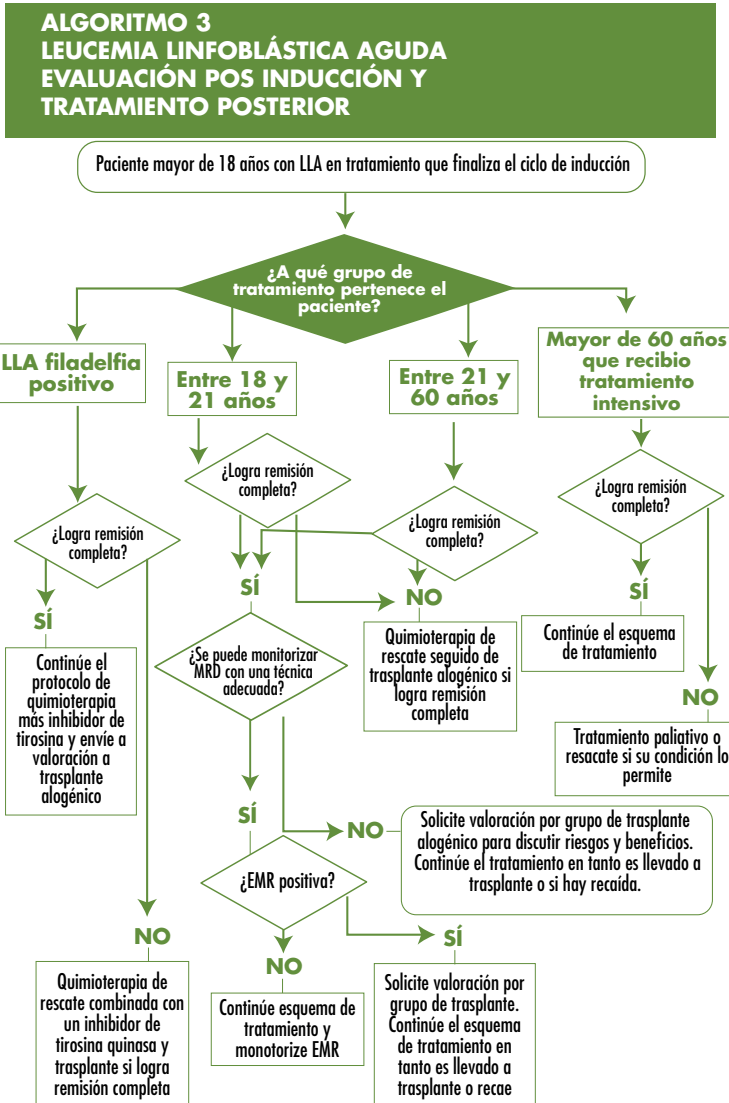 ALGORITMO 3
LEUCEMIA LINFOBLÁSTICA AGUDA
EVALUACIÓN POS INDUCCIÓN Y
TRATAMIENTO POSTERIOR
Paciente mayor de 18 años con LLA en tratamiento que finaliza el ciclo de inducción
¿A qué grupo de
tratamiento pertenece el
paciente?
LLA filadelfia
positivo
Entre 18 y
21 años
Entre 21 y
60 años
Mayor de 60 años
que recibio
tratamiento
intensivo
¿Logra remisión
completa?
¿Logra remisión
completa?
¿Logra remisión
completa?
¿Logra remisión
completa?
SÍ
Continúe el
protocolo de
quimioterapia
más inhibidor de
tirosina y envíe a
valoración a
trasplante
alogénico
SÍ
¿Se puede monitorizar
MRD con una técnica
adecuada?
NO
Quimioterapia de
rescate seguido de
trasplante alogénico si
logra remisión
completa
SÍ
Continúe el esquema
de tratamiento
NO
Tratamiento paliativo o
resacate si su condición lo
permite
SÍ
NO
Solicite valoración por grupo de trasplante
alogénico para discutir riesgos y beneficios.
Continúe el tratamiento en tanto es llevado a
trasplante o si hay recaída.
¿EMR positiva?
NO
Quimioterapia de
rescate combinada con
un inhibidor de
tirosina quinasa y
trasplante si logra
remisión completa
NO
Continúe esquema de
tratamiento y
monotorize EMR
SÍ
Solicite valoración por
grupo de trasplante.
Continúe el esquema
de tratamiento en
tanto es llevado a
trasplante o recae